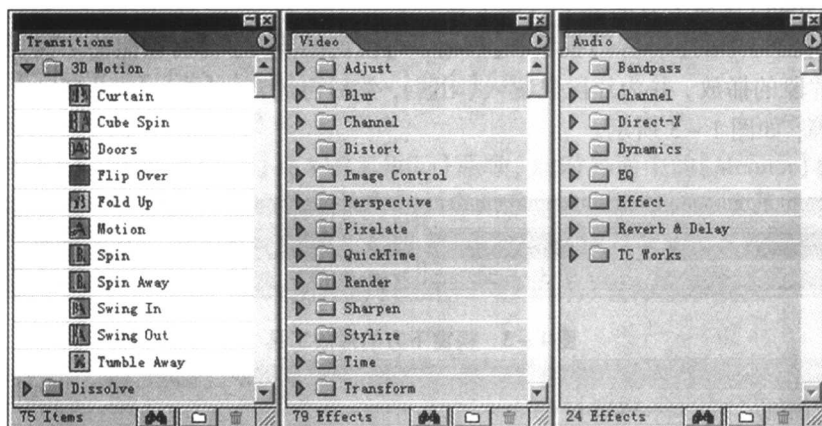 Transitions
3D Motion
Curtain
Cube Spin
Doors
Flip Over
Fold Up
Motion
Spin
Spin Away
Swing In
Swing Out
Tumble Away
Dissolve
75 Items
Video
Adjust
Blur
Channel
Distort
Image Control
Perspective
Pixelate
QuickTime
Render
Sharpen
Stylize
Time
Transform
79 Effects
Audio
Bandpass
Channel
Direct-X
Dynamics
EQ
Effect
Reverb & Delay
TC Works
24 Effects